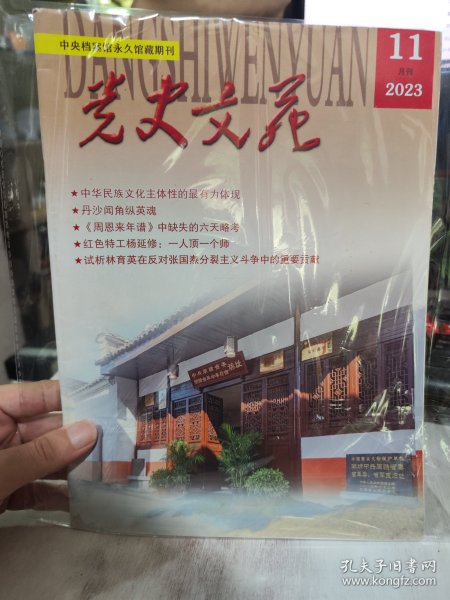 中央档案馆永久馆藏期刊
DANGSHIWENYUAN
11
月刊
2023
党史文苑
★中华民族文化主体性的最有力体现
★丹沙闻角纵英魂
★《周恩来年谱》中缺失的六天略考
★红色特工杨延修：一人顶一个师
★试析林育英在反对张国焘分裂主义斗争中的重要贡献
旧址
孔夫子旧书网
www.kongfz.com